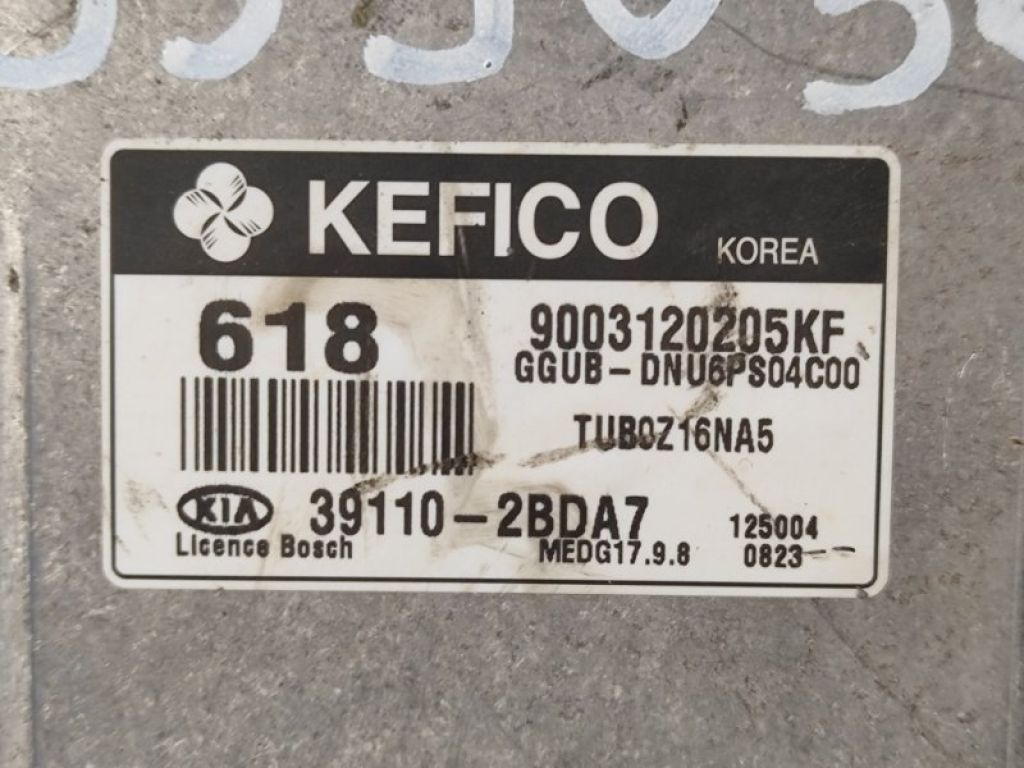 KEFICO KOREA
618
9003120205KF
GGUB-DNU6PS04C00
TUB0Z16NA5
KIA 39110-2BDA7
Licence Bosch
MEDG17.9.8
125004
0823